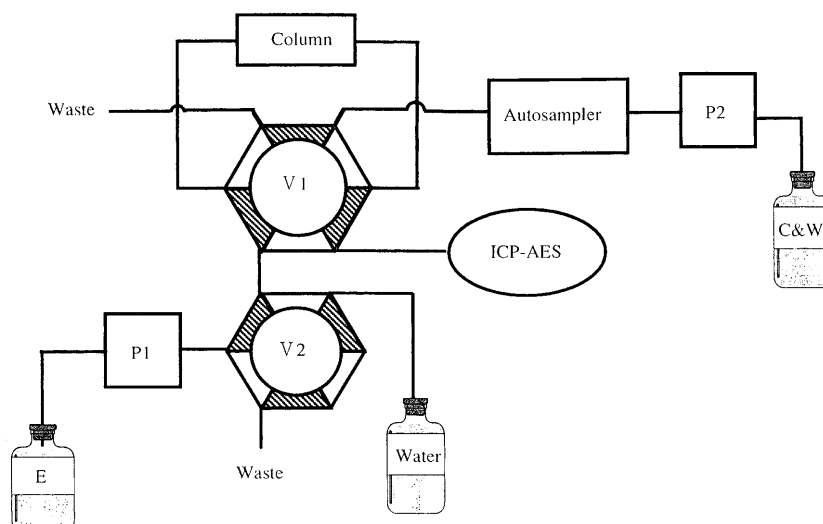 Column
Waste
Autosampler
P2
V1
C&W
ICP-AES
P1
V2
Water
E
Waste